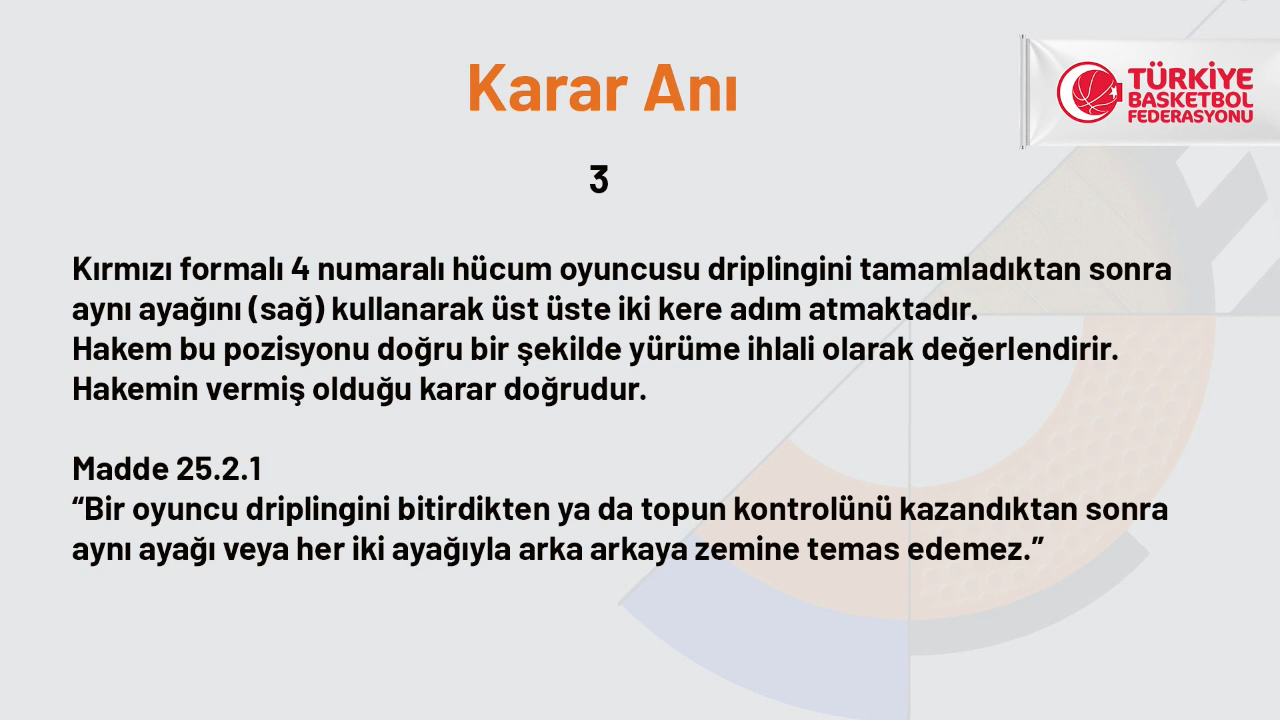 Karar Anı
TÜRKİYE
BASKETBOL
FEDERASYONU
3
Kırmızı formalı 4 numaralı hücum oyuncusu driplingini tamamladıktan sonra
aynı ayağını (sağ) kullanarak üst üste iki kere adım atmaktadır.
Hakem bu pozisyonu doğru bir şekilde yürüme ihlali olarak değerlendirir.
Hakemin vermiş olduğu karar doğrudur.
Madde 25.2.1
“Bir oyuncu driplingini bitirdikten ya da topun kontrolünü kazandıktan sonra
aynı ayağı veya her iki ayağıyla arka arkaya zemine temas edemez.”